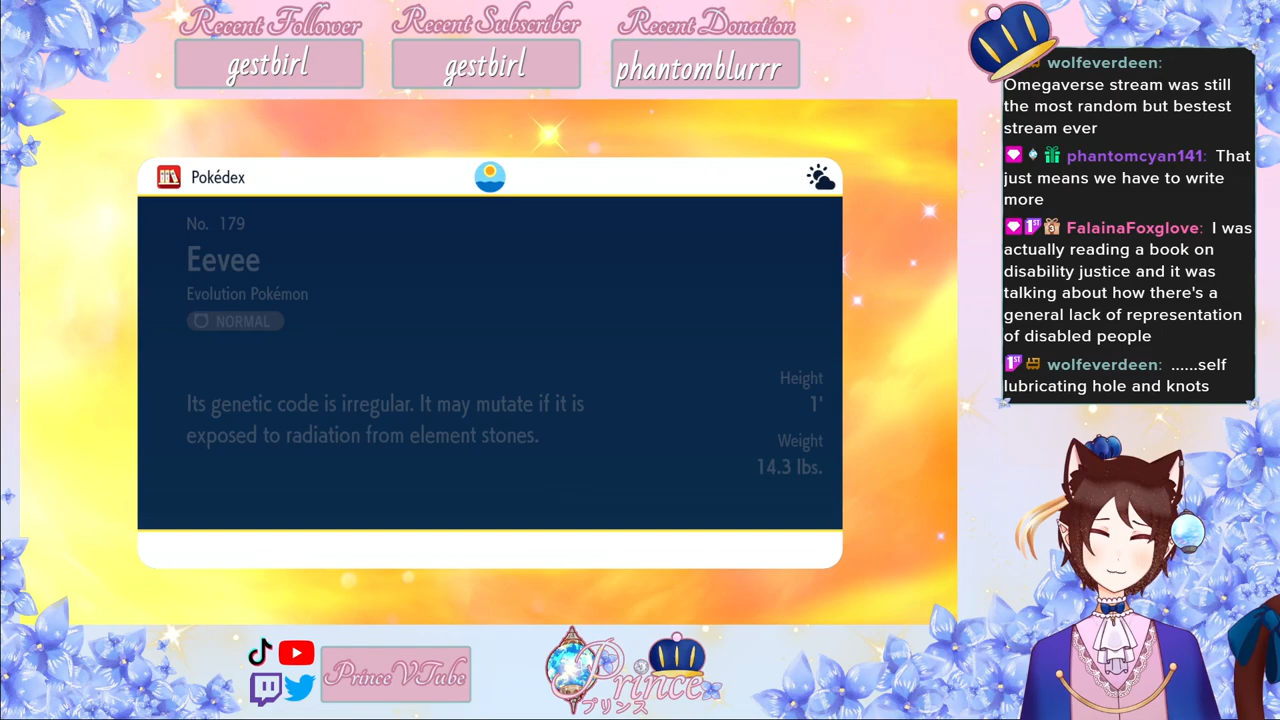 Recent Follower
gestbirl
Recent Subscriber
gestbirl
Recent Donation
phantomblurrr
Pokédex
No. 179
Eevee
Evolution Pokémon
NORMAL
Its genetic code is irregular. It may mutate if it is
exposed to radiation from element stones.
Height
1'
Weight
14.3 lbs.
wolfeverdeen:
Omegaverse stream was still
the most random but bestest
stream ever
phantomcyan141: That
just means we have to write
more
FalainaFoxglove: I was
actually reading a book on
disability justice and it was
talking about how there's a
general lack of representation
of disabled people
wolfeverdeen: ......self
lubricating hole and knots
PrinceVTube
Prince
プリンス